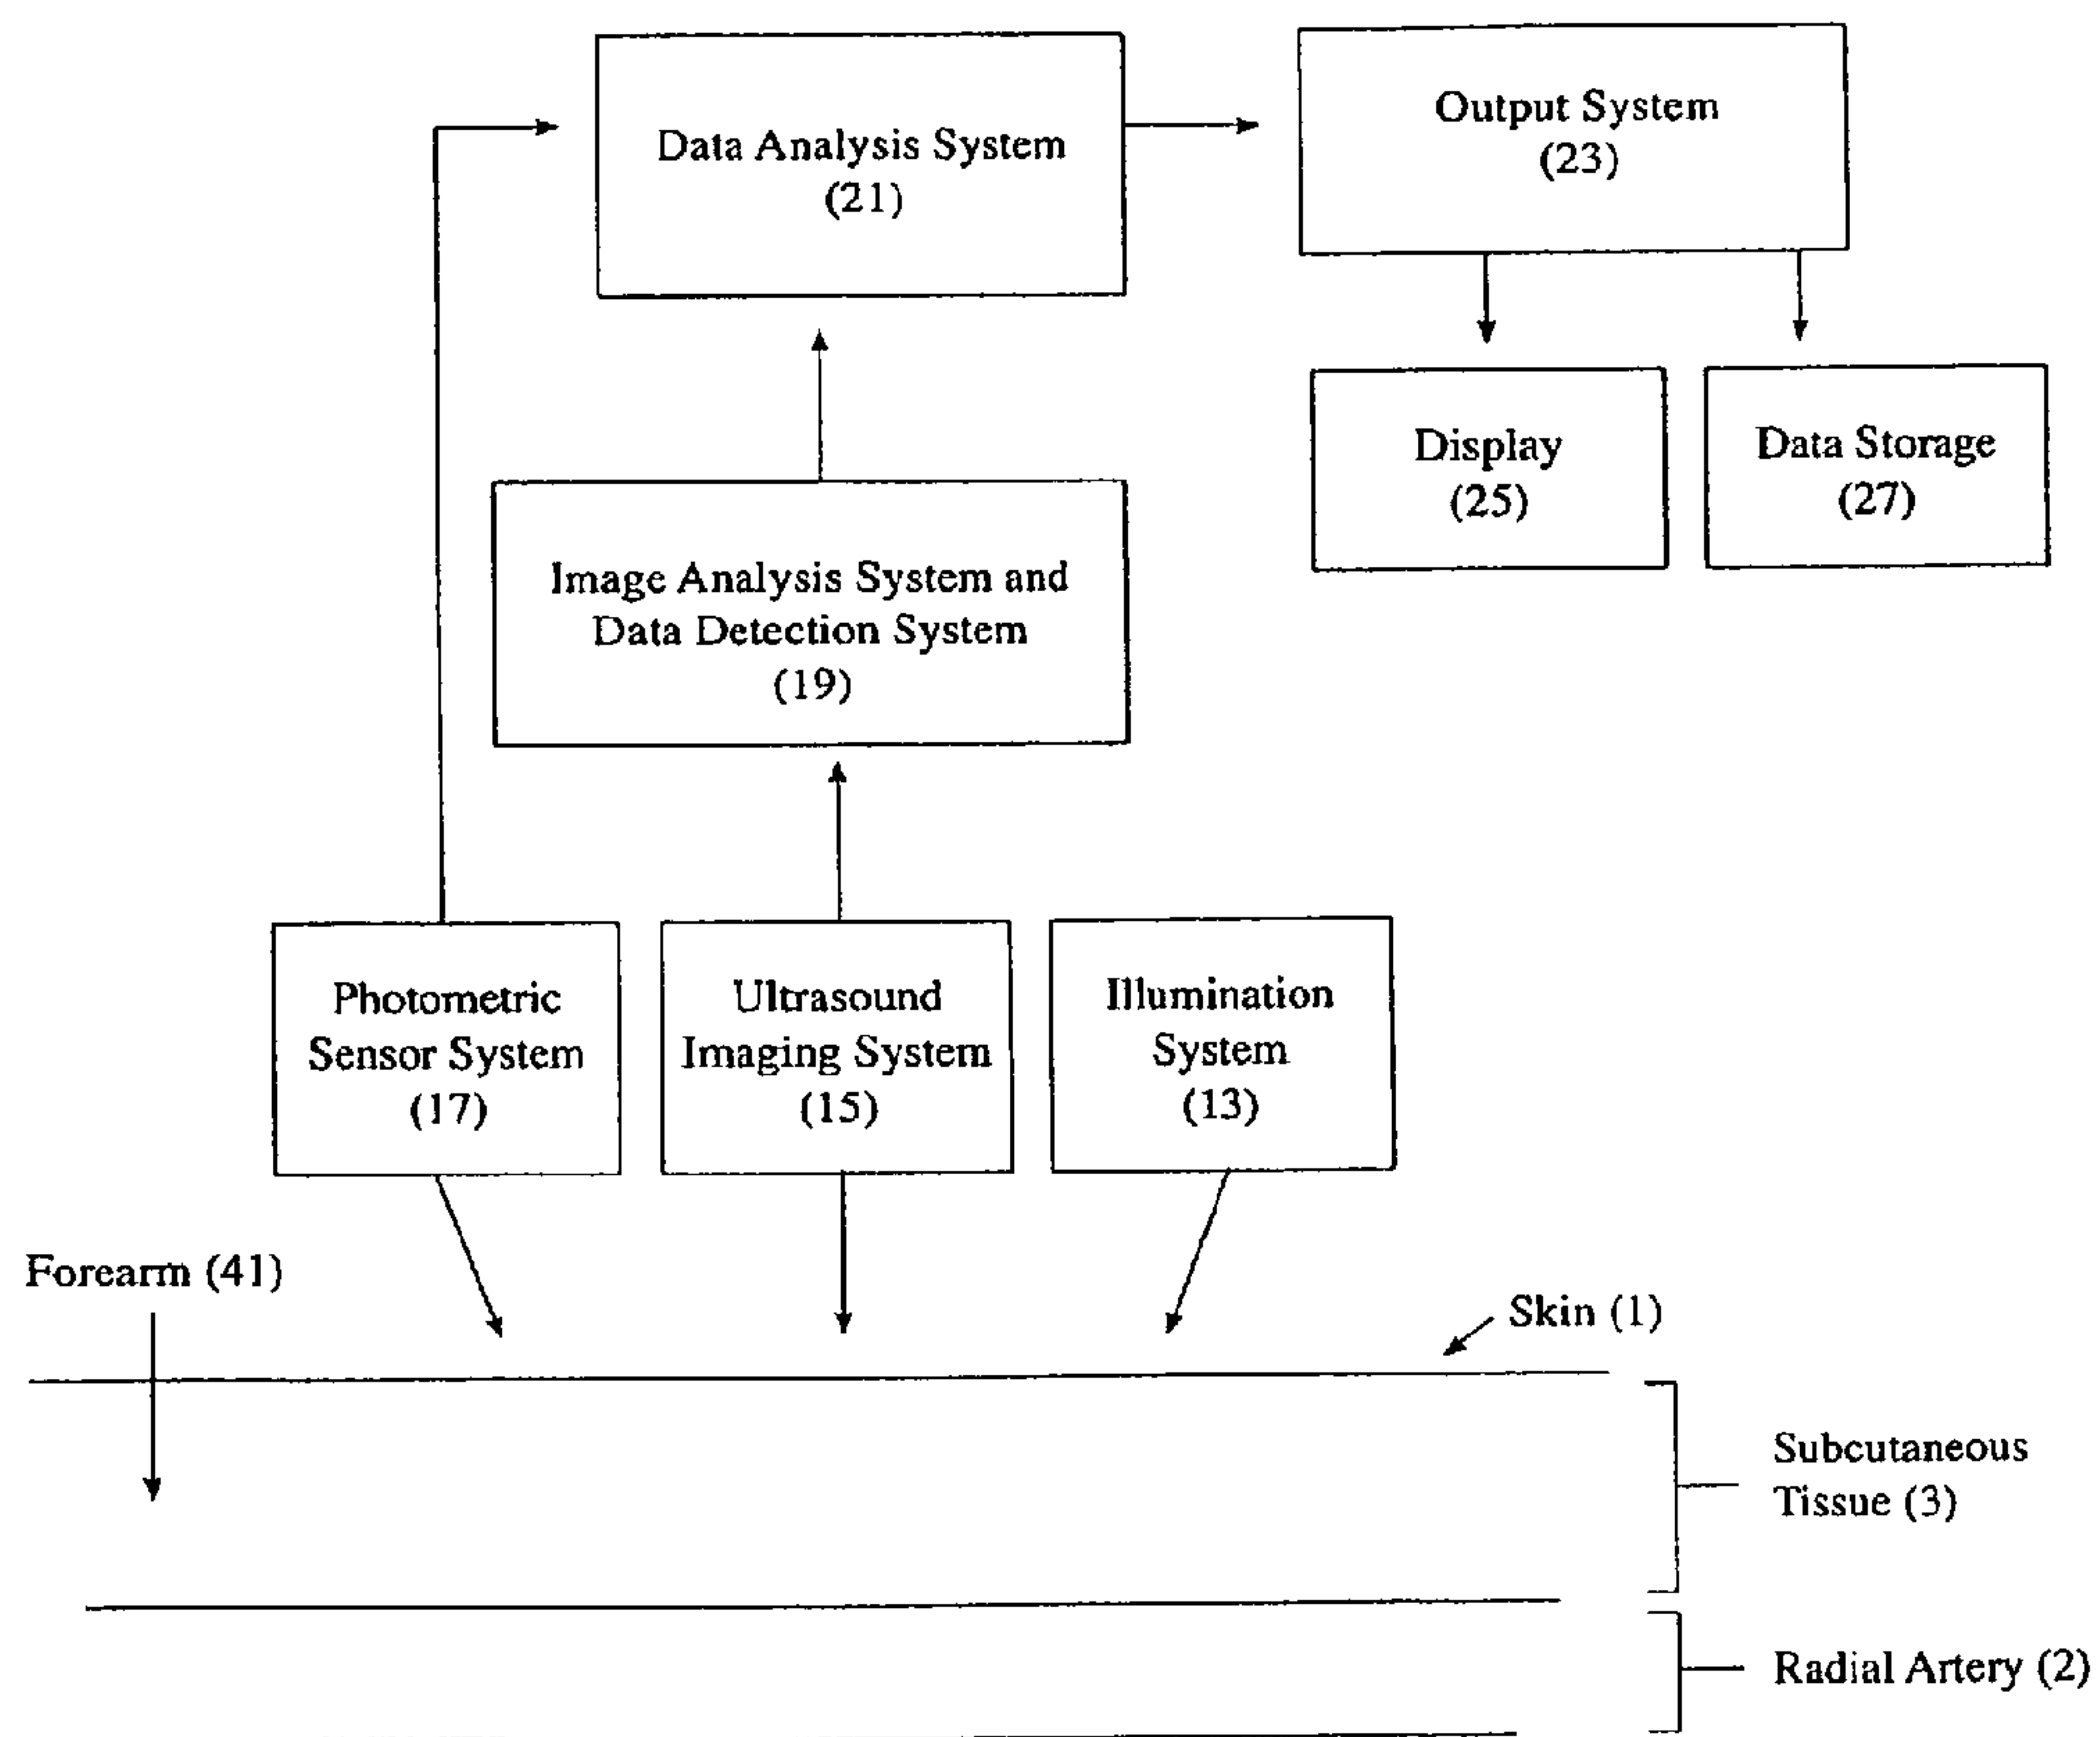 Data Analysis System
(21)
Output System
(23)
Display
(25)
Data Storage
(27)
Image Analysis System and
Data Detection System
(19)
Photometric
Sensor System
(17)
Ultrasound
Imaging System
(15)
Illumination
System
(13)
Forearm (41)
Skin (1)
Subcutaneous
Tissue (3)
Radial Artery (2)